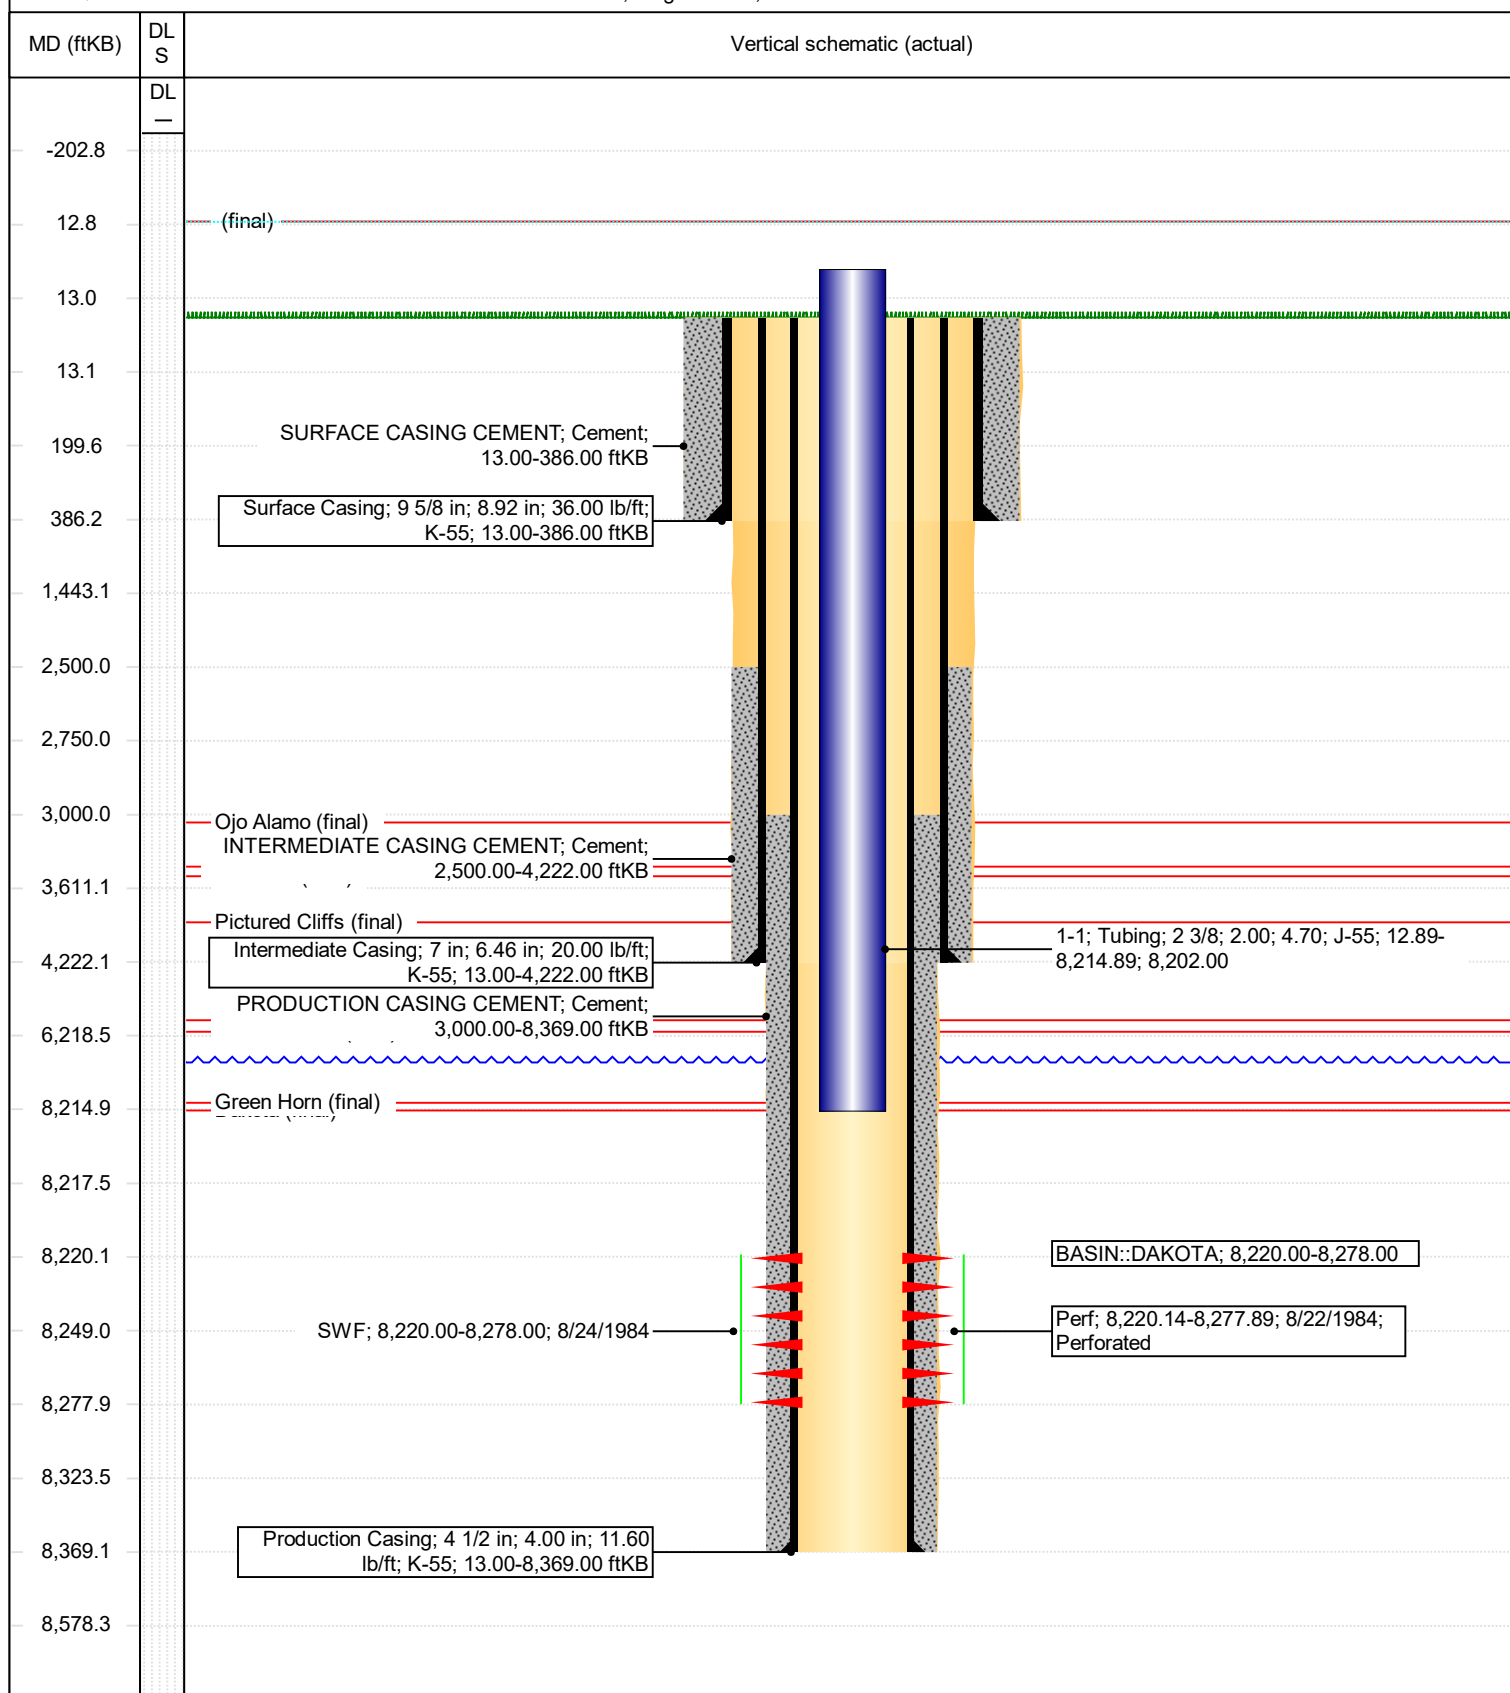 MD (ftKB)
DL
S
Vertical schematic (actual)
DL
—
-202.8
12.8
(final)
13.0
13.1
199.6
SURFACE CASING CEMENT; Cement;
13.00-386.00 ftKB
386.2
Surface Casing; 9 5/8 in; 8.92 in; 36.00 lb/ft;
K-55; 13.00-386.00 ftKB
1,443.1
2,500.0
2,750.0
3,000.0
Ojo Alamo (final)
INTERMEDIATE CASING CEMENT; Cement;
2,500.00-4,222.00 ftKB
3,611.1
Pictured Cliffs (final)
Intermediate Casing; 7 in; 6.46 in; 20.00 lb/ft;
K-55; 13.00-4,222.00 ftKB
1-1; Tubing; 2 3/8; 2.00; 4.70; J-55; 12.89-
8,214.89; 8,202.00
4,222.1
PRODUCTION CASING CEMENT; Cement;
3,000.00-8,369.00 ftKB
6,218.5
Green Horn (final)
8,214.9
8,217.5
8,220.1
BASIN::DAKOTA; 8,220.00-8,278.00
8,249.0
SWF; 8,220.00-8,278.00; 8/24/1984
Perf; 8,220.14-8,277.89; 8/22/1984;
Perforated
8,277.9
8,323.5
Production Casing; 4 1/2 in; 4.00 in; 11.60
lb/ft; K-55; 13.00-8,369.00 ftKB
8,369.1
8,578.3